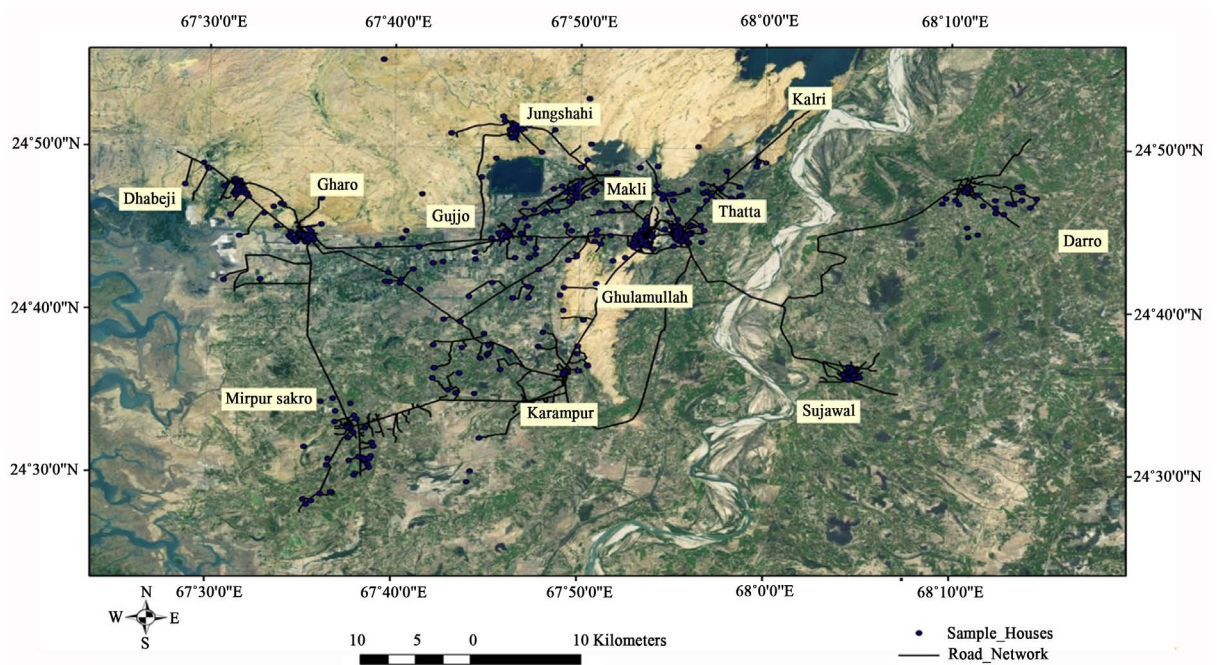 67°30'0"E 67°40'0"E 67°50'0"E 68°0'0"E 68°10'0"E
Kalri
Jungshahi
24°50'0"N 24°50'0"N
Dhabeji Gharo Makli
Gujjo Thatta
Darro
Ghulamullah
24°40'0"N 24°40'0"N
Mirpur sakro
Karampur Sujawal
24°30'0"N 24°30'0"N
67°30'0"E 67°40'0"E 67°50'0"E 68°0'0"E 68°10'0"E
N
W E
S
10 5 0 10 Kilometers
Sample_Houses
Road_Network